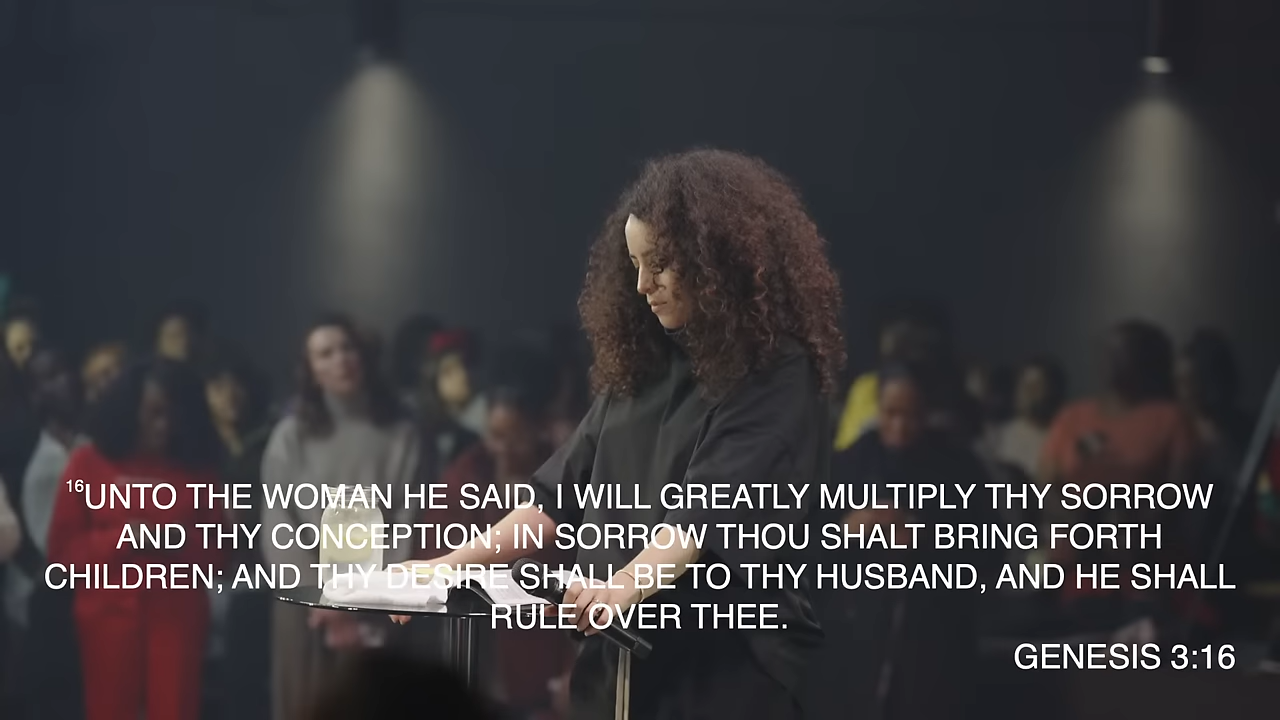 16UNTO THE WOMAN HE SAID, I WILL GREATLY MULTIPLY THY SORROW
AND THY CONCEPTION; IN SORROW THOU SHALT BRING FORTH
CHILDREN; AND THY DESIRE SHALL BE TO THY HUSBAND, AND HE SHALL
RULE OVER THEE.
GENESIS 3:16